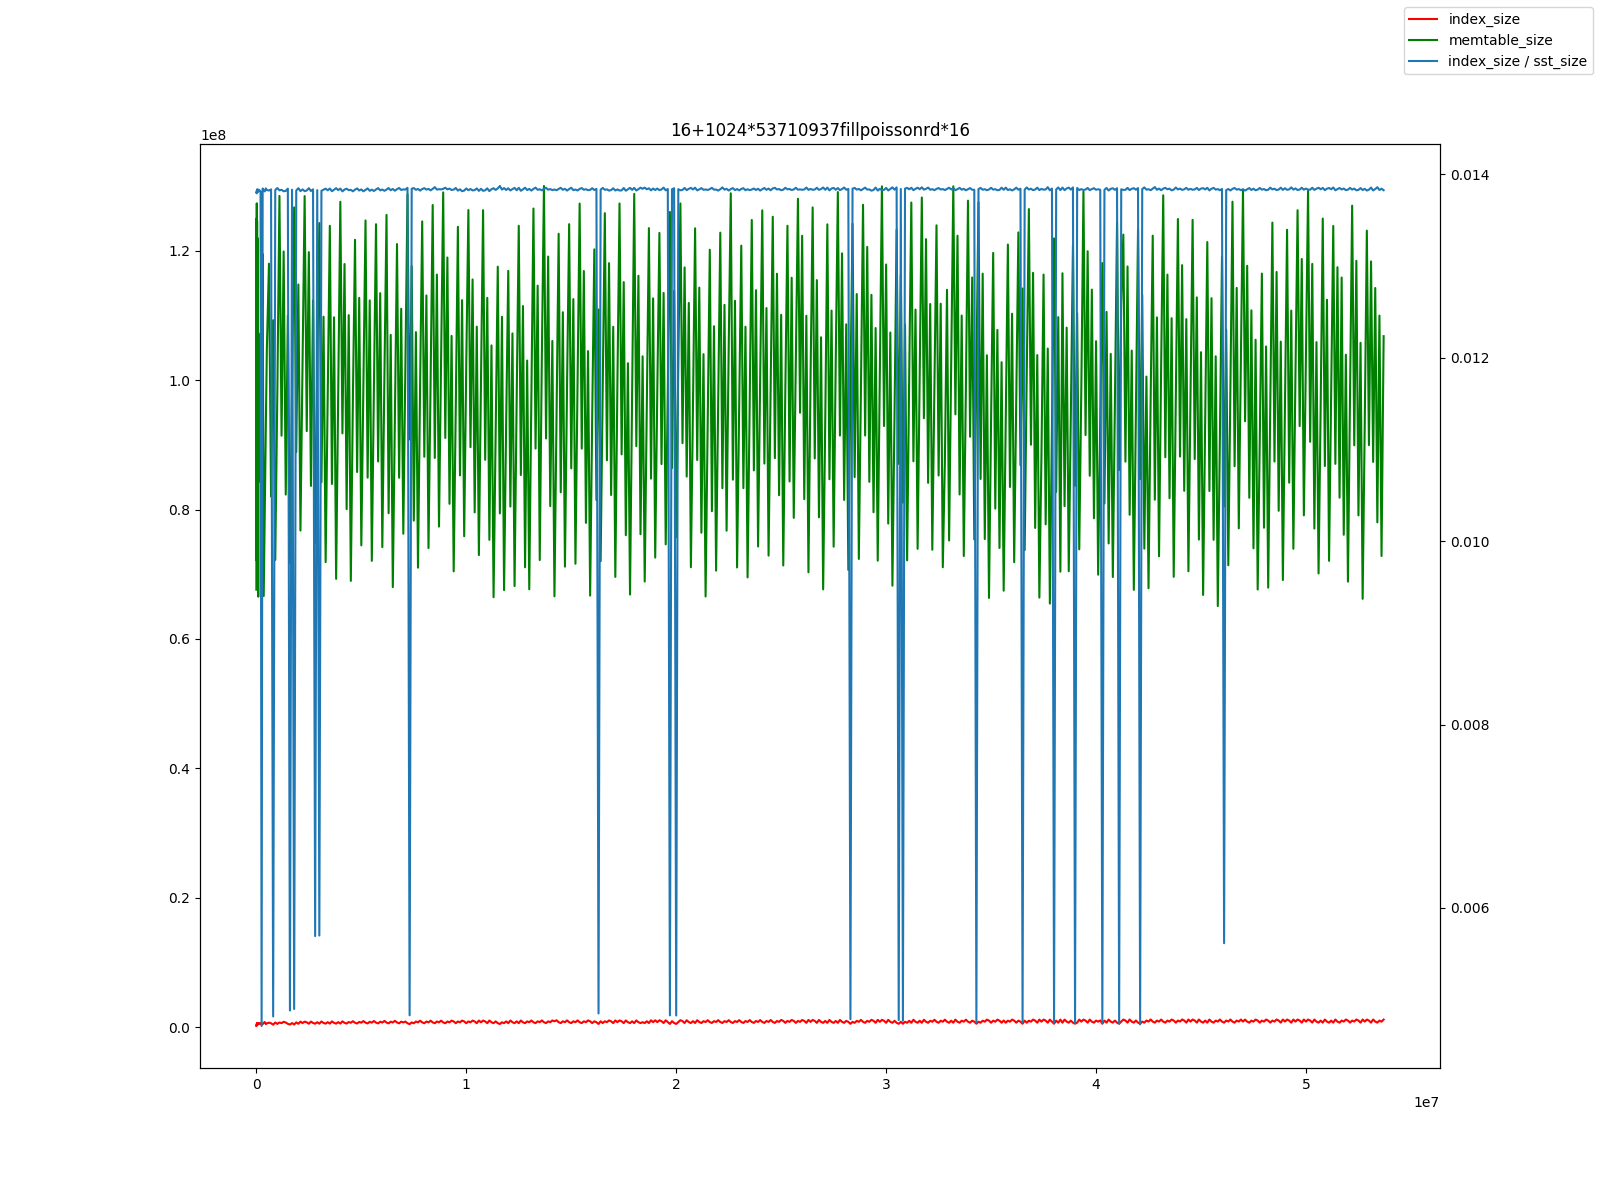 index_size
memtable_size
index_size / sst_size
16+1024*53710937fillpoissonrd*16
1e8
0.014
1.2
0.012
1.0
0.010
0.8
0.6
0.008
0.4
0.006
0.2
0.0
0 1 2 3 4 5
1e7